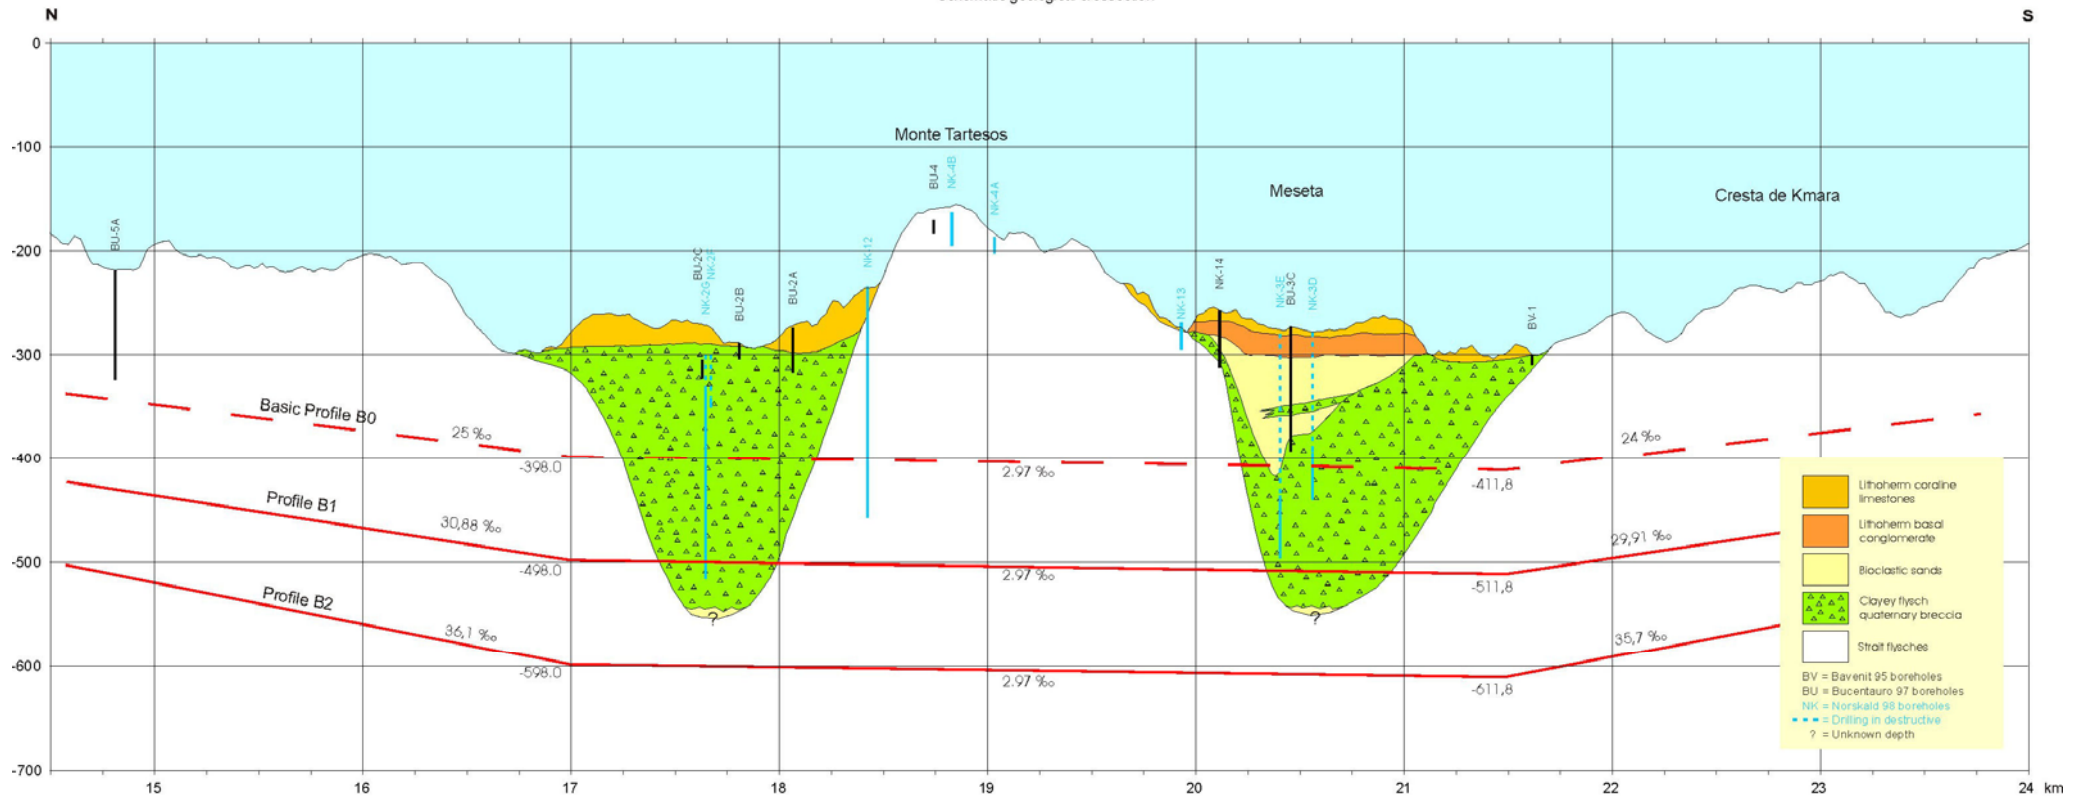 N
S
0
-100
-200
-300
-400
-500
-600
-700
Monte Tartesos
Meseta
Cresta de Kmara
BU-5A
BU-2C
NK-2F
NK-2G
BU-2B
BU-2A
NK-12
BU-4
NK-4B
NK-4A
NK-13
NK-14
NK-3E
BU-3C
NK-3D
BV-1
Basic Profile B0
25 ‰
-398.0
2.97 ‰
-411,8
24 ‰
Profile B1
30,88 ‰
-498.0
2.97 ‰
-511,8
29,91 ‰
Profile B2
36,1 ‰
-598.0
2.97 ‰
-611,8
35,7 ‰
?
?
Lithoherm coraline
limestones
Lithoherm basal
conglomerate
Bioclastic sands
Clayey flysch
quaternary breccia
Strait flysches
BV = Bavenit 95 boreholes
BU = Bucentauro 97 boreholes
NK = Norskald 98 boreholes
= Drilling in destructive
? = Unknown depth
15
16
17
18
19
20
21
22
23
24
km